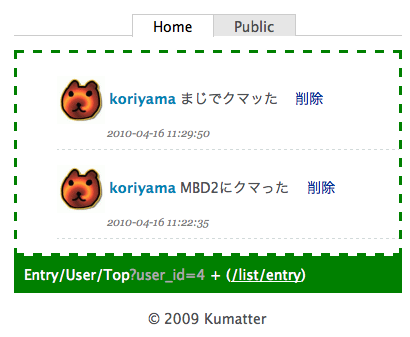 Home Public
koriyama まじでクマッた 削除
2010-04-16 11:29:50
koriyama MBD2にクマった 削除
2010-04-16 11:22:35
Entry/User/Top?user_id=4 + (/list/entry)
© 2009 Kumatter